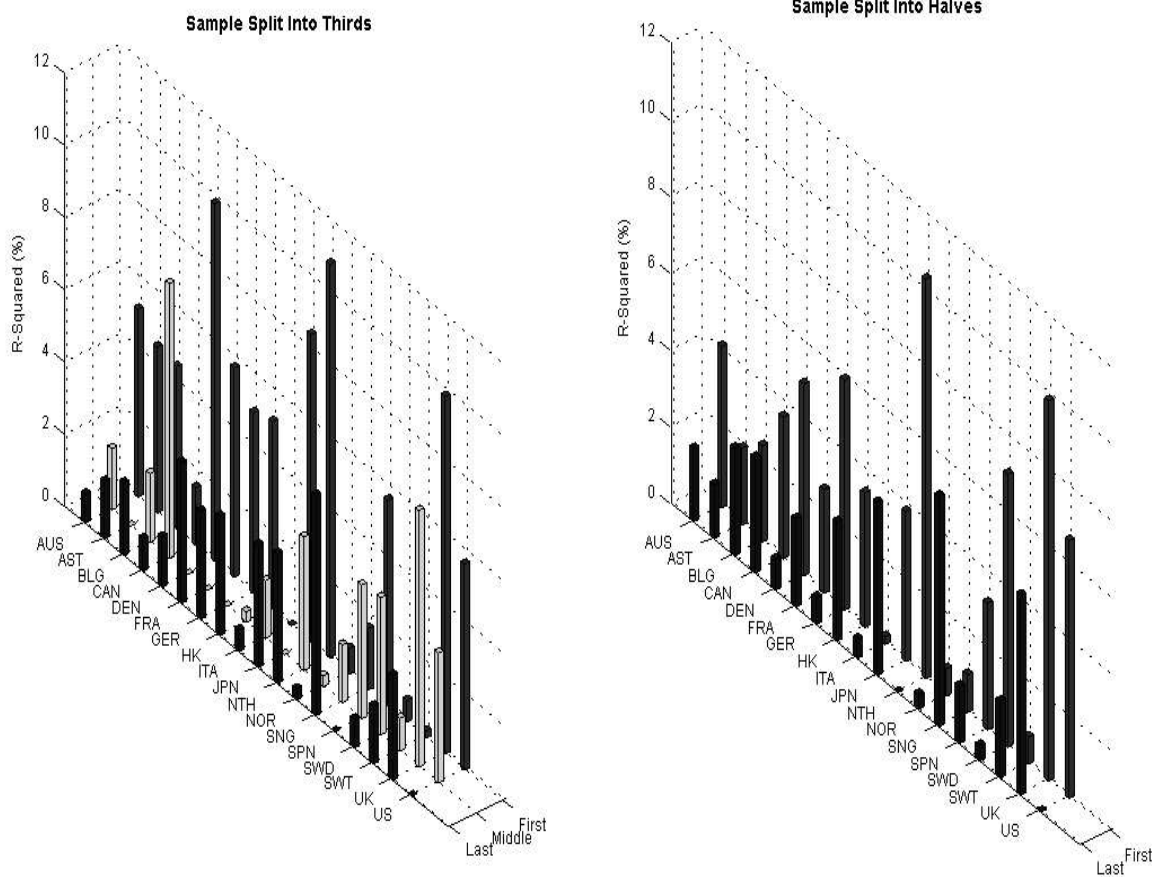 Sample Split Into Thirds
12
10
8
6
4
2
0
R-Squared (%)
AUS
AST
BLG
CAN
DEN
FRA
GER
HK
ITA
JPN
NTH
NOR
SNG
SPN
SWD
SWT
UK
US
Last
Middle
First
Sample Split Into Halves
12
10
8
6
4
2
0
R-Squared (%)
AUS
AST
BLG
CAN
DEN
FRA
GER
HK
ITA
JPN
NTH
NOR
SNG
SPN
SWD
SWT
UK
US
Last
First